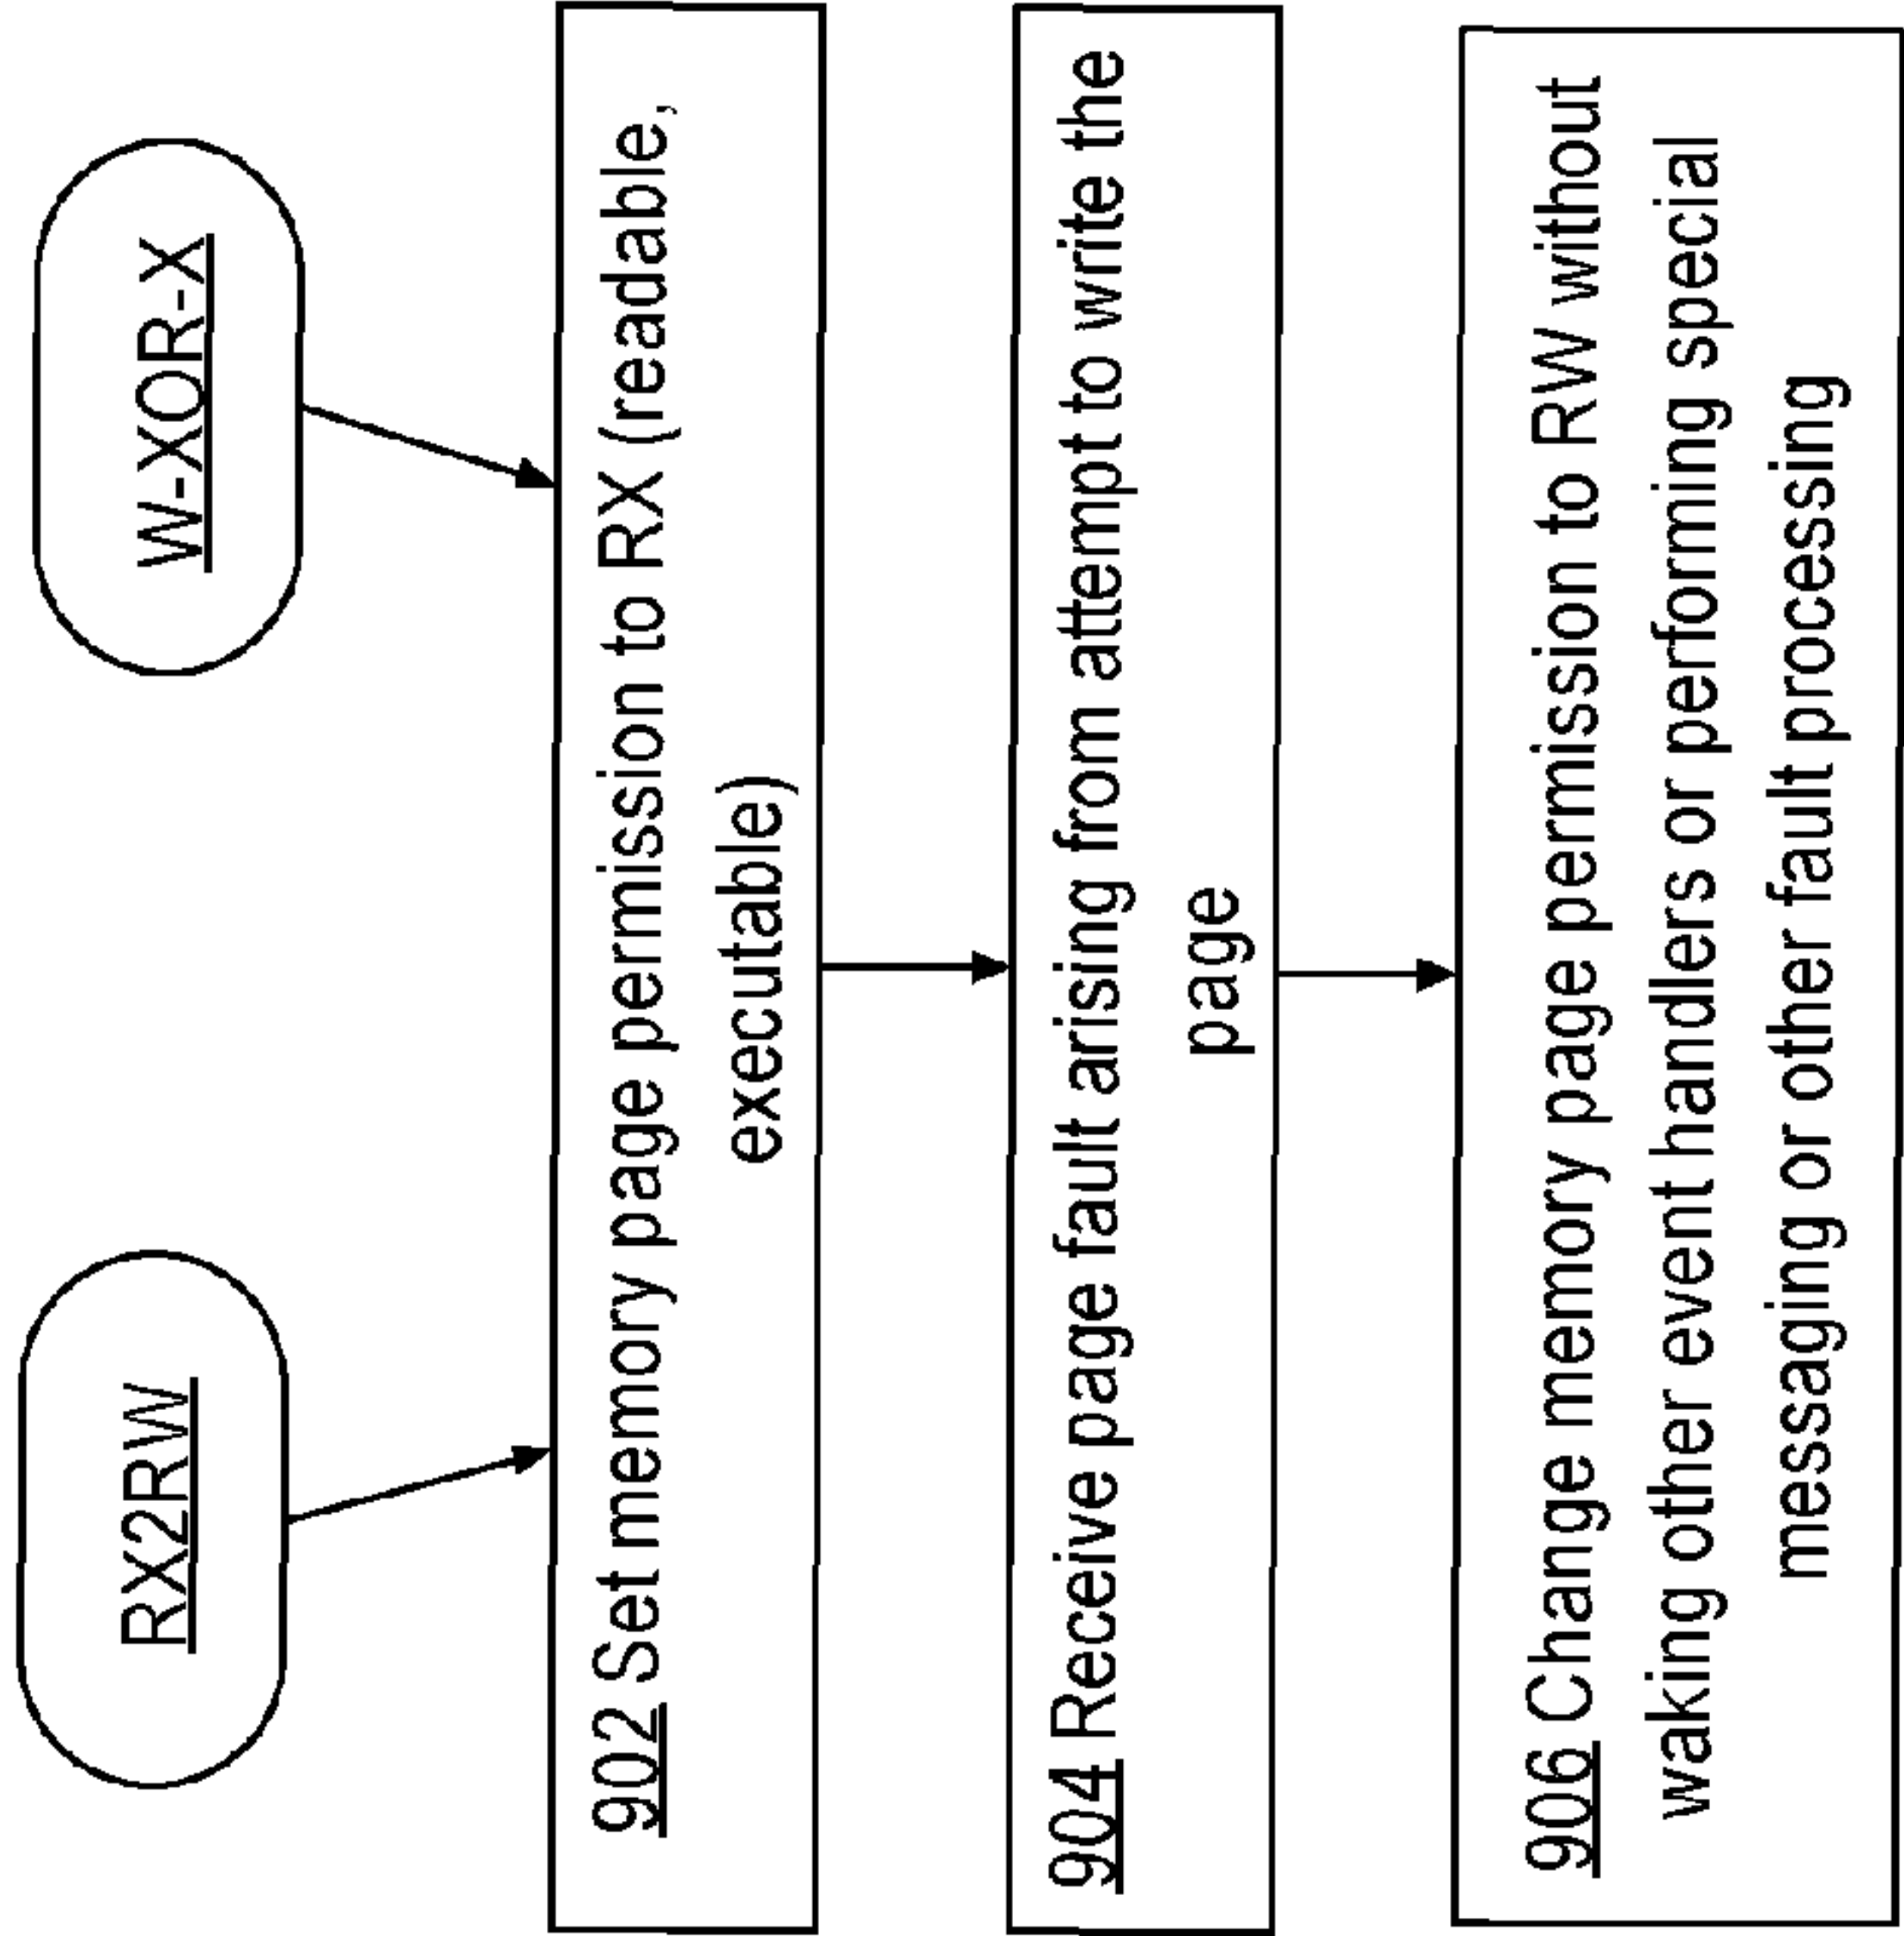 RX2RW
W-XOR-X
902 Set memory page permission to RX (readable,
executable)
904 Receive page fault arising from attempt to write the
page
906 Change memory page permission to RW without
waking other event handlers or performing special
messaging or other fault processing